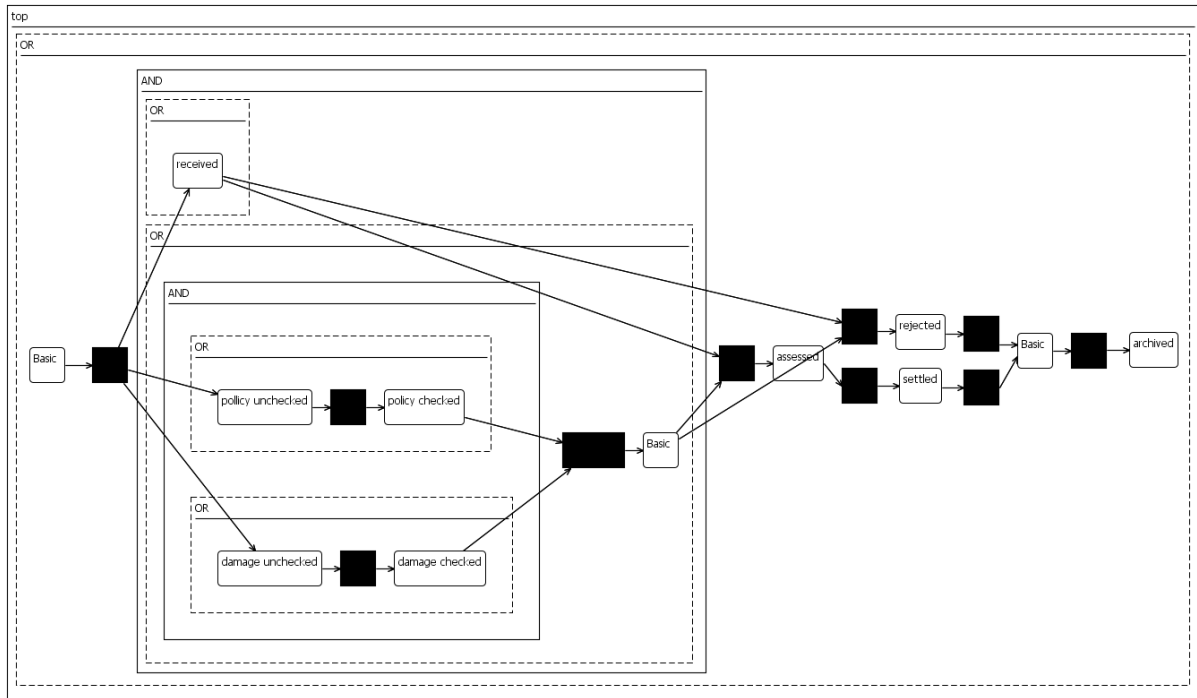 top
OR
AND
OR
received
OR
AND
OR
pollicy unchecked
policy checked
OR
damage unchecked
damage checked
Basic
Basic
assessed
rejected
settled
Basic
archived